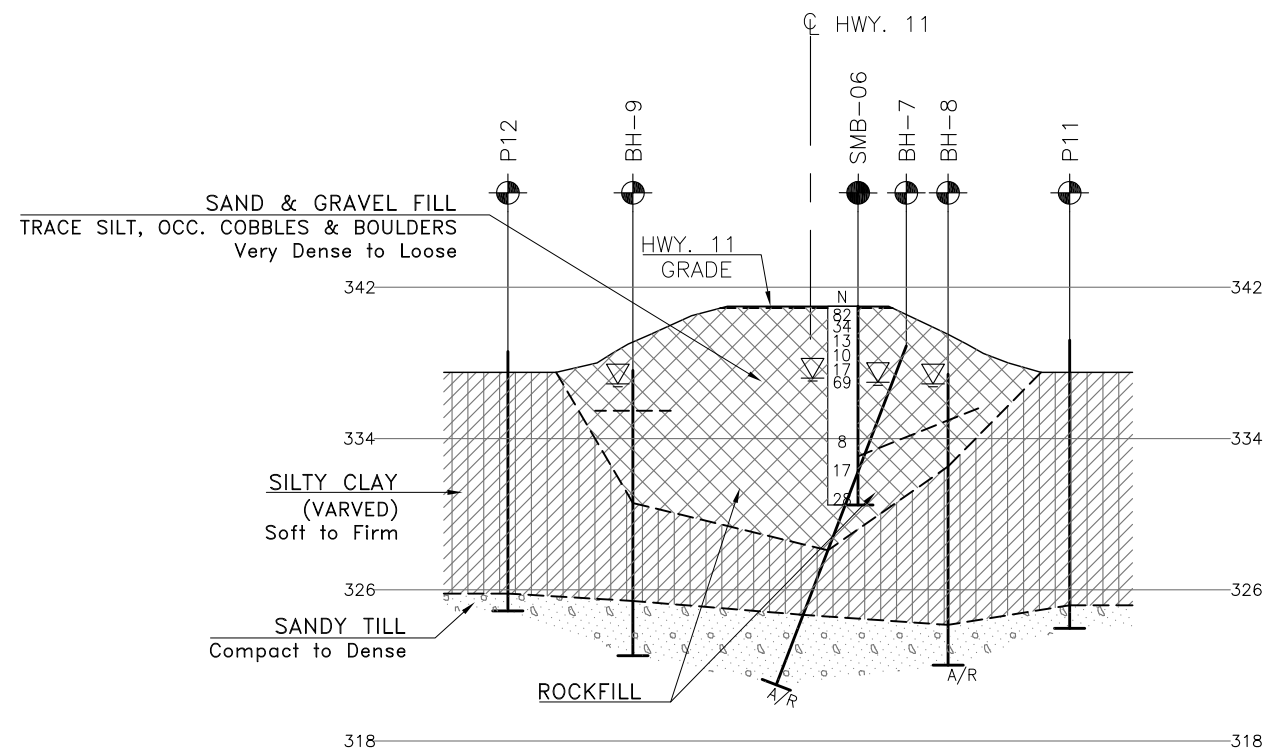 ℄ HWY. 11
P12
BH-9
SMB-06
BH-7
BH-8
P11
SAND & GRAVEL FILL
TRACE SILT, OCC. COBBLES & BOULDERS
Very Dense to Loose
HWY. 11
GRADE
342
342
N
82
34
13
10
17
69
334
334
8
17
28
SILTY CLAY
(VARVED)
Soft to Firm
326
326
SANDY TILL
Compact to Dense
ROCKFILL
A/R
A/R
318
318